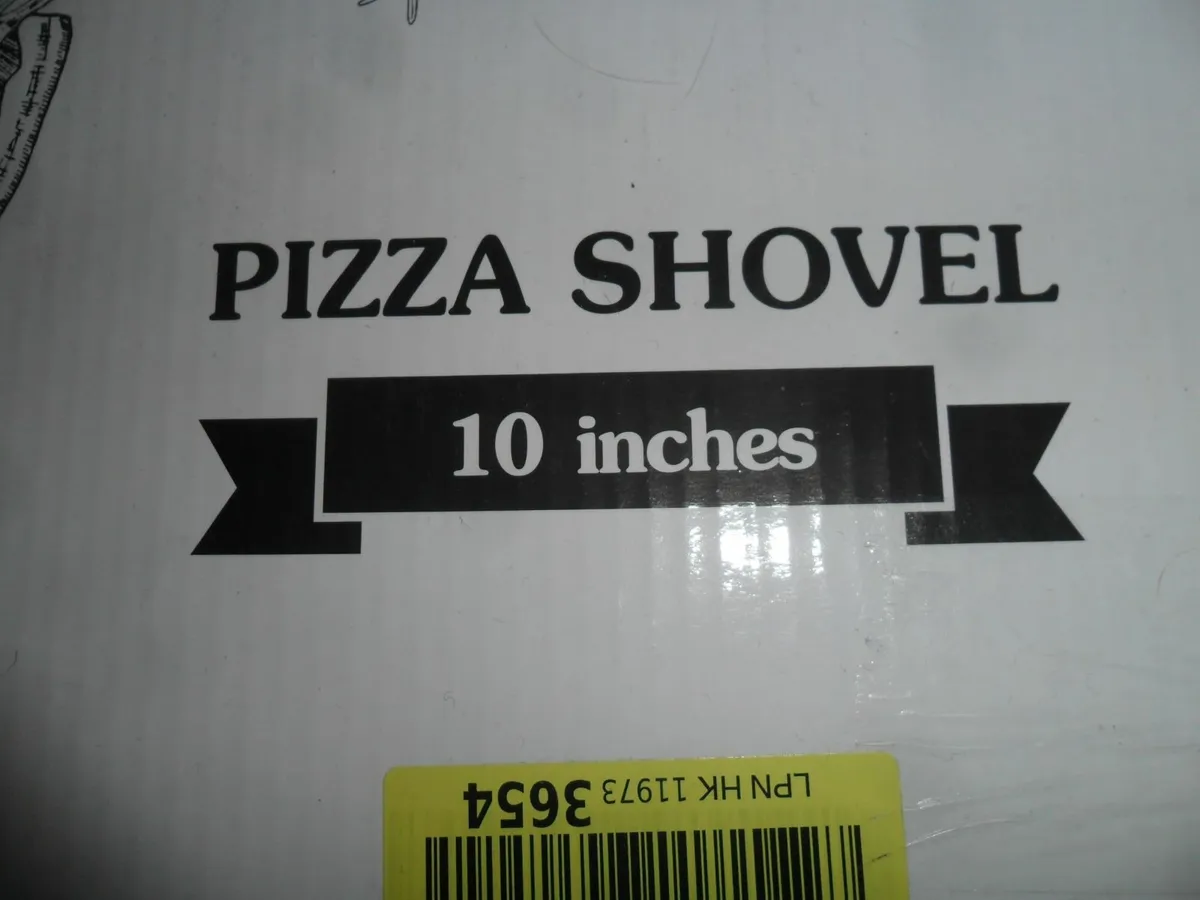 PIZZA SHOVEL
10 inches
LPN HK 11973 3654